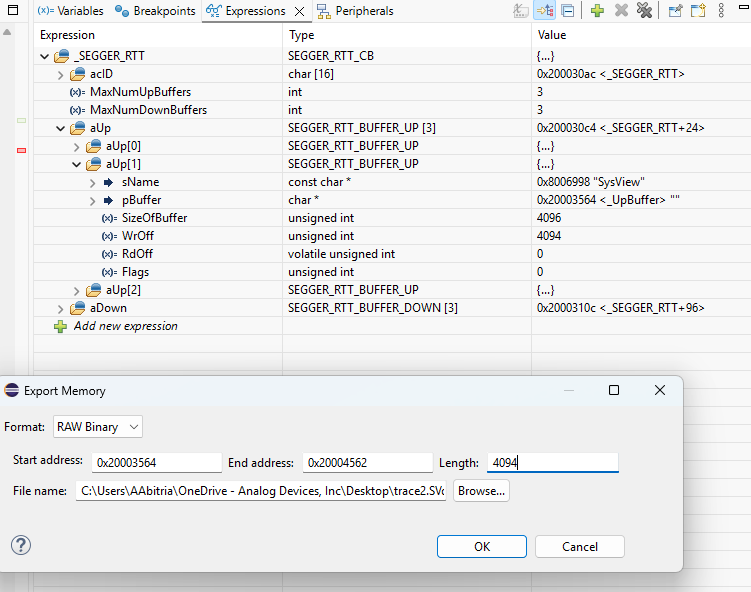 (x)= Variables Breakpoints Expressions Peripherals
Expression Type Value
_SEGGER_RTT SEGGER_RTT_CB {...}
acID char [16] 0x200030ac <_SEGGER_RTT>
(x)= MaxNumUpBuffers int 3
(x)= MaxNumDownBuffers int 3
aUp SEGGER_RTT_BUFFER_UP [3] 0x200030c4 <_SEGGER_RTT+24>
aUp[0] SEGGER_RTT_BUFFER_UP {...}
aUp[1] SEGGER_RTT_BUFFER_UP {...}
sName const char * 0x8006998 "SysView"
pBuffer char * 0x20003564 <_UpBuffer> ""
(x)= SizeOfBuffer unsigned int 4096
(x)= WrOff unsigned int 4094
(x)= RdOff volatile unsigned int 0
(x)= Flags unsigned int 0
aUp[2] SEGGER_RTT_BUFFER_UP {...}
aDown SEGGER_RTT_BUFFER_DOWN [3] 0x2000310c <_SEGGER_RTT+96>
Add new expression
Export Memory
Format: RAW Binary
Start address: 0x20003564 End address: 0x20004562 Length: 4094
File name: C:\Users\AAbitria\OneDrive - Analog Devices, Inc\Desktop\trace2.SV Browse...
? OK Cancel